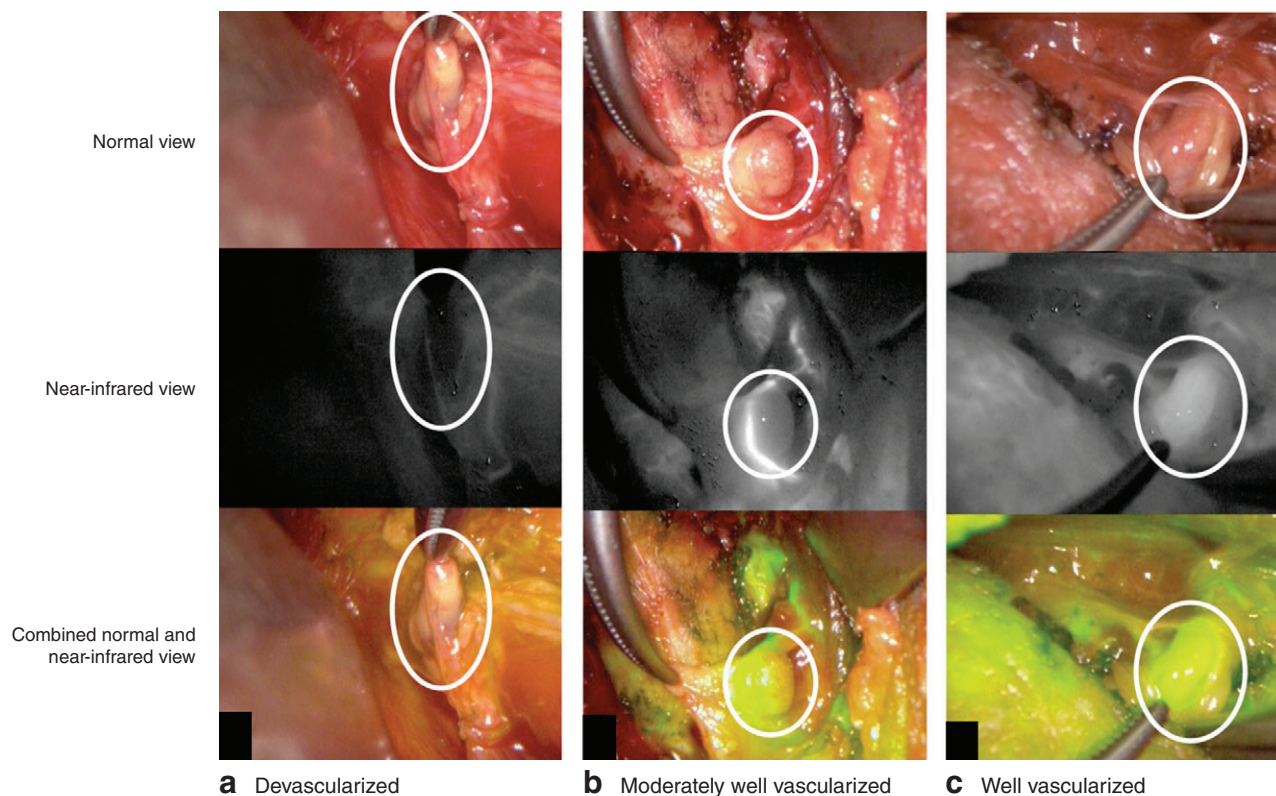 Normal view
Near-infrared view
Combined normal and
near-infrared view
a Devascularized
b Moderately well vascularized
c Well vascularized